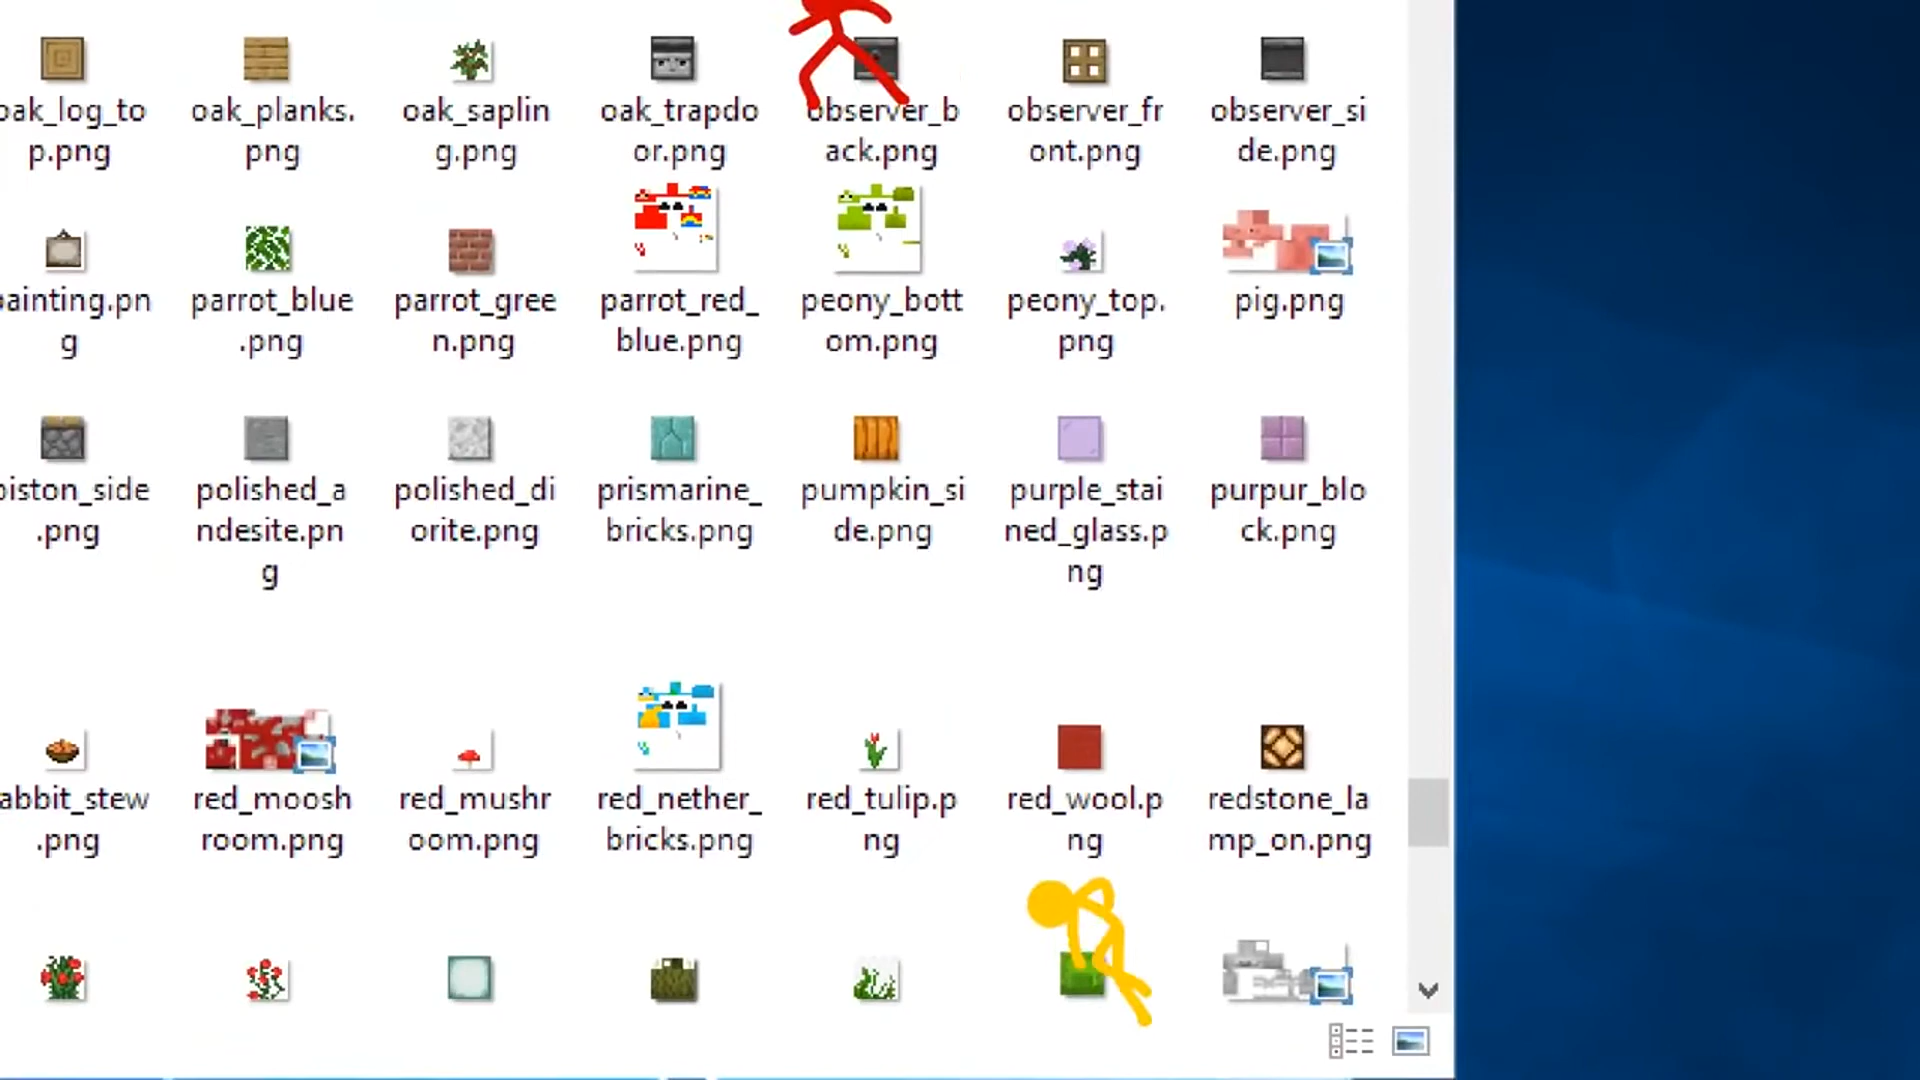 oak_log_to oak_planks. oak_saplin oak_trapdo observer_b observer_fr observer_si
p.png png g.png or.png ack.png ont.png de.png
painting.pn parrot_blue parrot_gree parrot_red_ peony_bott peony_top. pig.png
g .png n.png blue.png om.png png
piston_side polished_a polished_di prismarine_ pumpkin_si purple_stai purpur_blo
.png ndesite.pn orite.png bricks.png de.png ned_glass.p ck.png
g ng
abbit_stew red_moosh red_mushr red_nether_ red_tulip.p red_wool.p redstone_la
.png room.png oom.png bricks.png ng ng mp_on.png